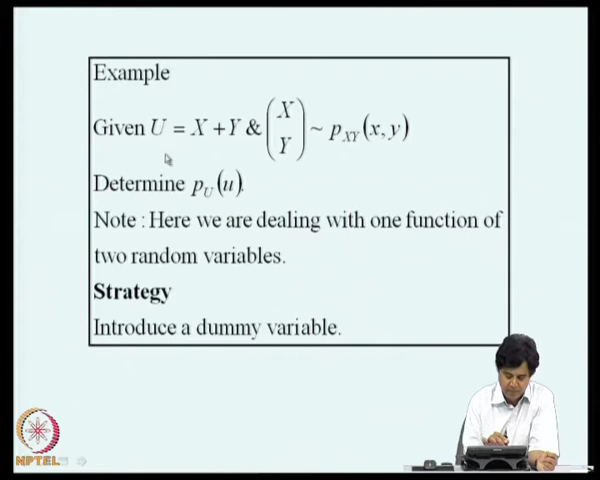 Example
Given U = X + Y & (X Y) ~ p_XY(x, y)
Determine p_U(u).
Note : Here we are dealing with one function of
two random variables.
Strategy
Introduce a dummy variable.
NPTEL